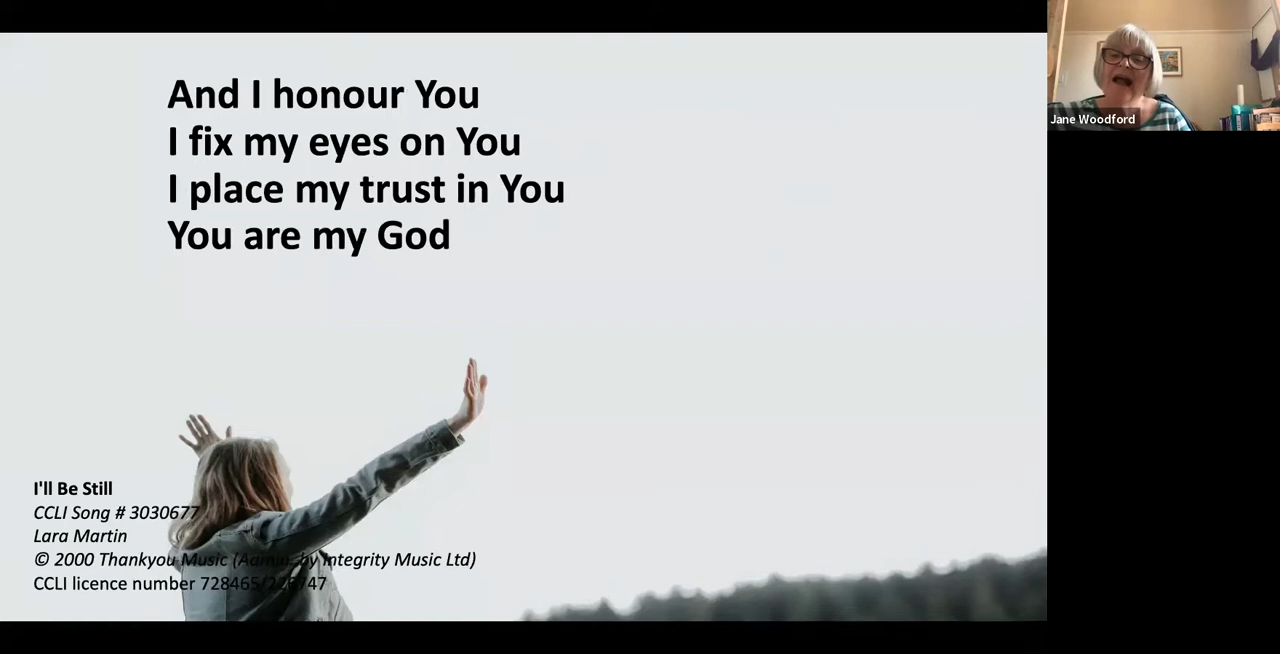 And I honour You
I fix my eyes on You
I place my trust in You
You are my God
Jane Woodford
I'll Be Still
CCLI Song # 3030677
Lara Martin
© 2000 Thankyou Music (Adm. by Integrity Music Ltd)
CCLI licence number